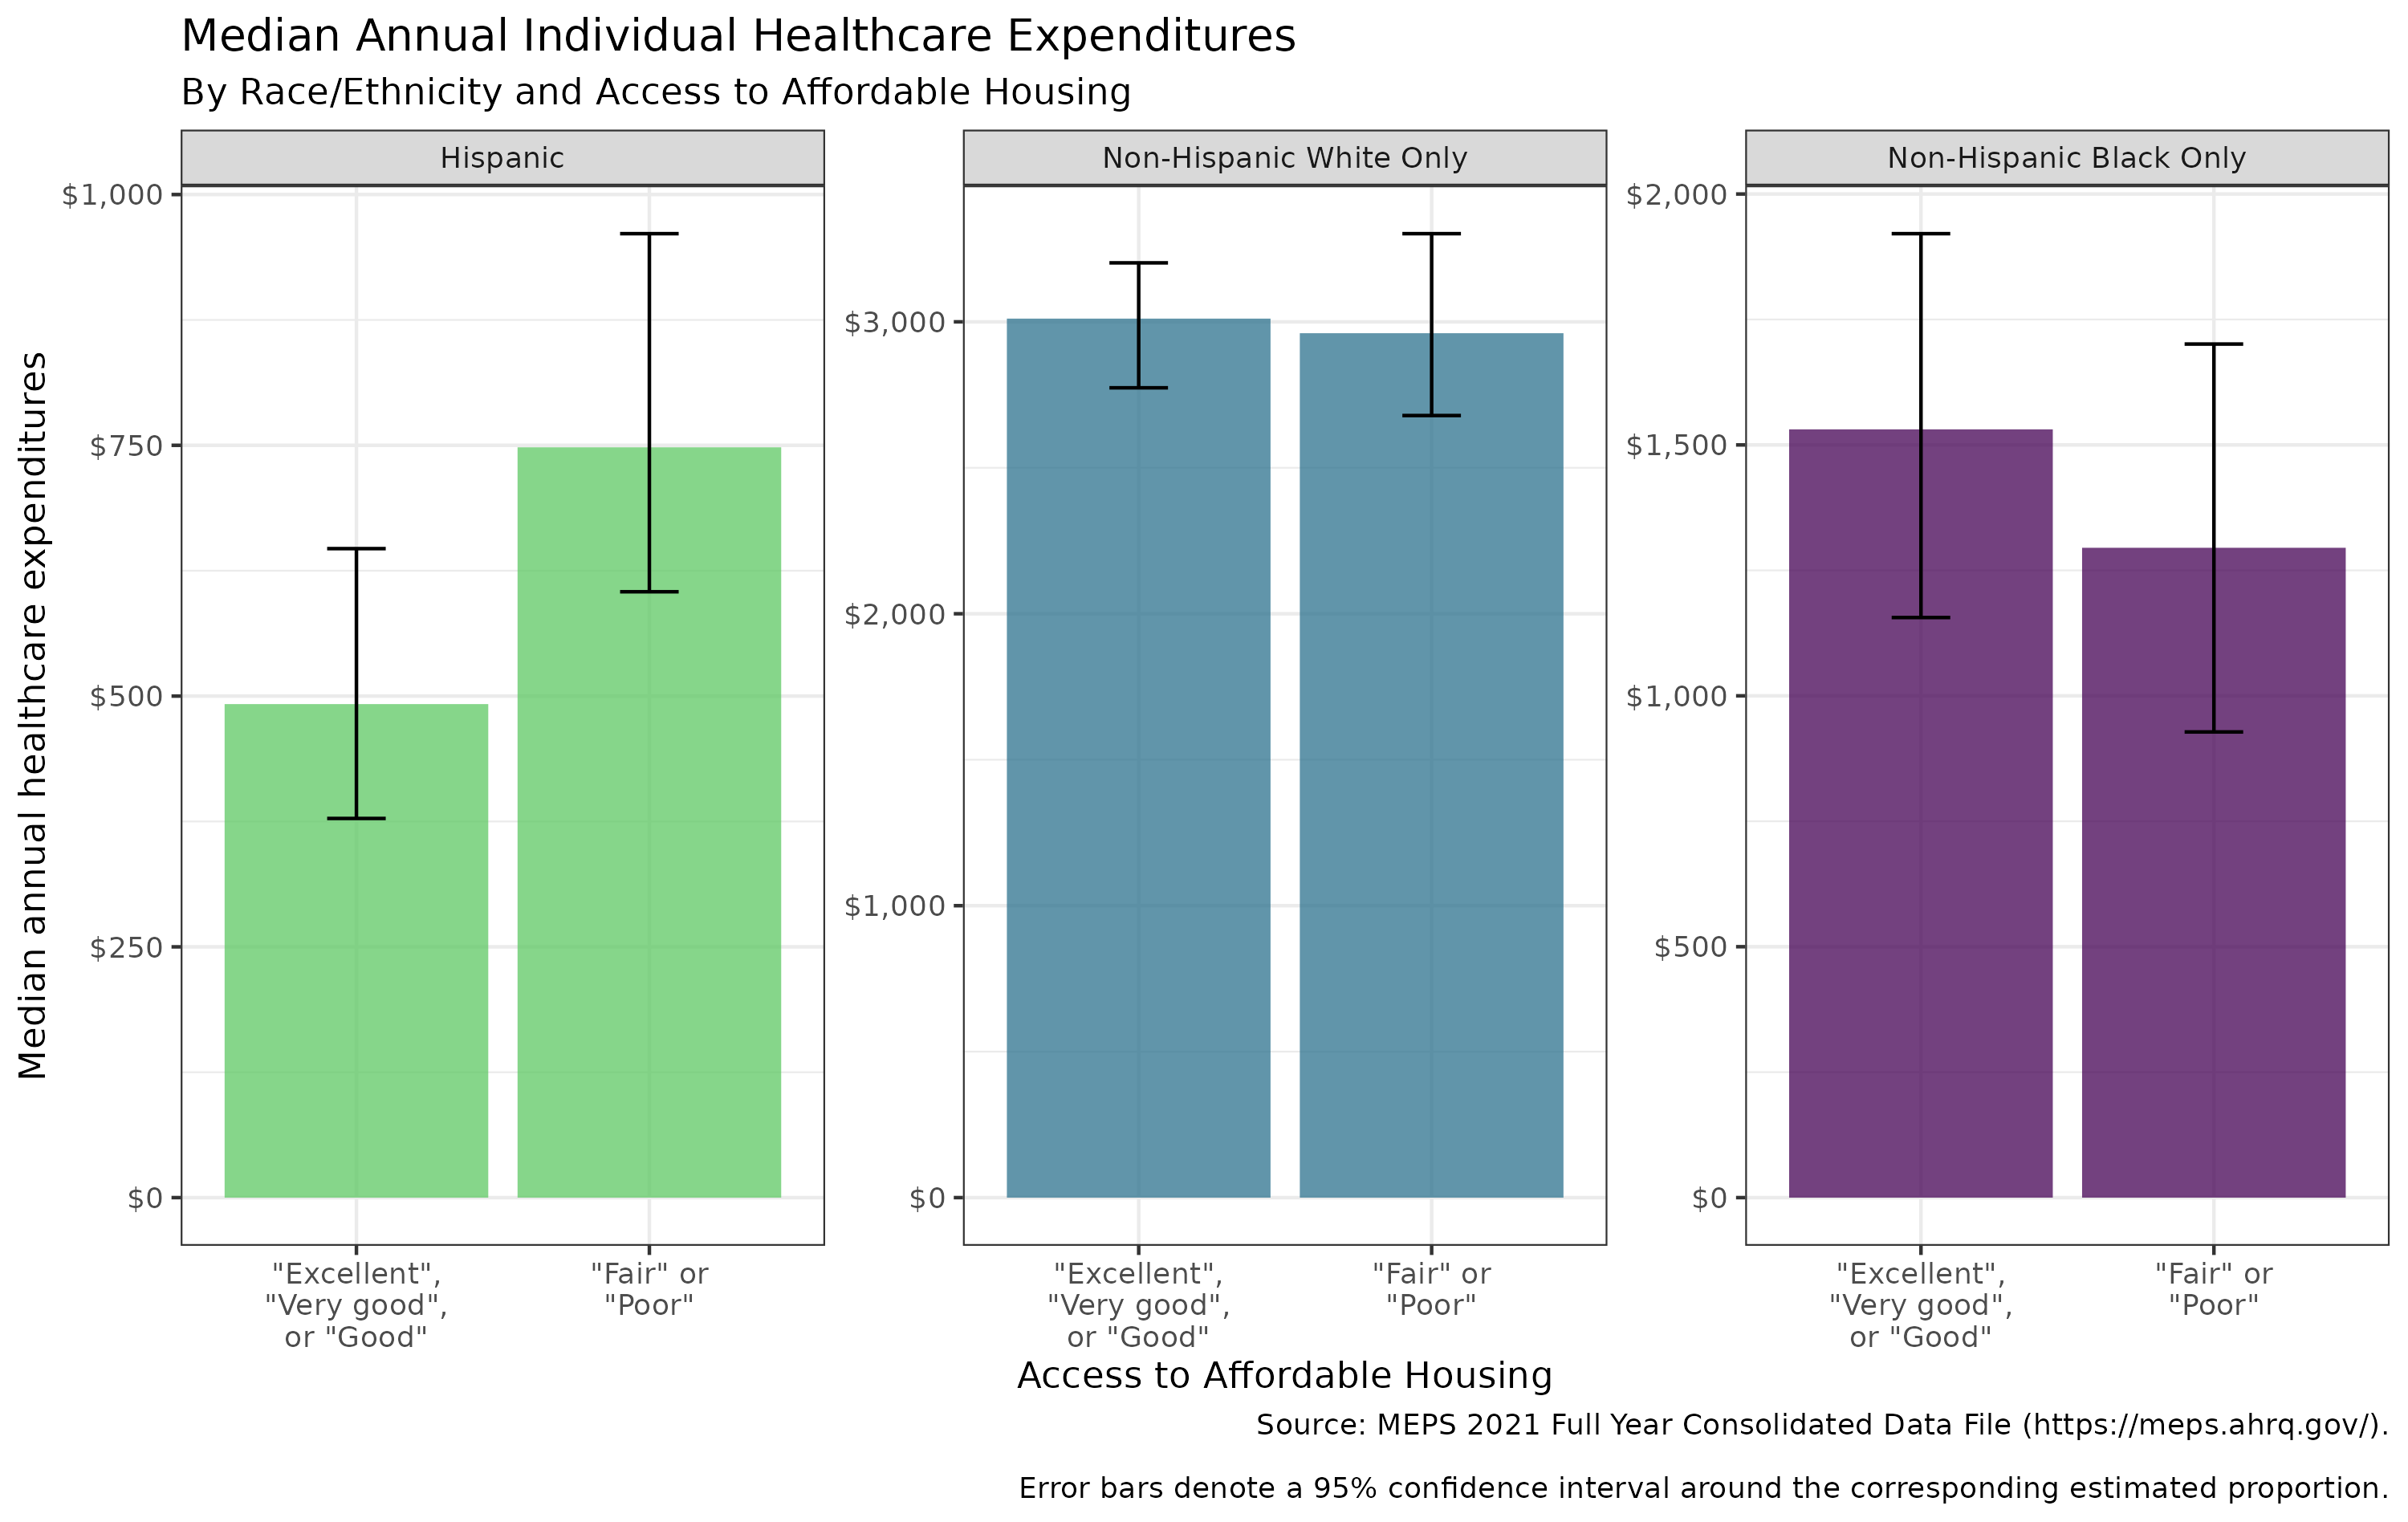 Median Annual Individual Healthcare Expenditures
By Race/Ethnicity and Access to Affordable Housing
Median annual healthcare expenditures
Hispanic
$1,000
$750
$500
$250
$0
"Excellent",
"Very good",
or "Good"
"Fair" or
"Poor"
Non-Hispanic White Only
$3,000
$2,000
$1,000
$0
"Excellent",
"Very good",
or "Good"
"Fair" or
"Poor"
Non-Hispanic Black Only
$2,000
$1,500
$1,000
$500
$0
"Excellent",
"Very good",
or "Good"
"Fair" or
"Poor"
Access to Affordable Housing
Source: MEPS 2021 Full Year Consolidated Data File (https://meps.ahrq.gov/).
Error bars denote a 95% confidence interval around the corresponding estimated proportion.